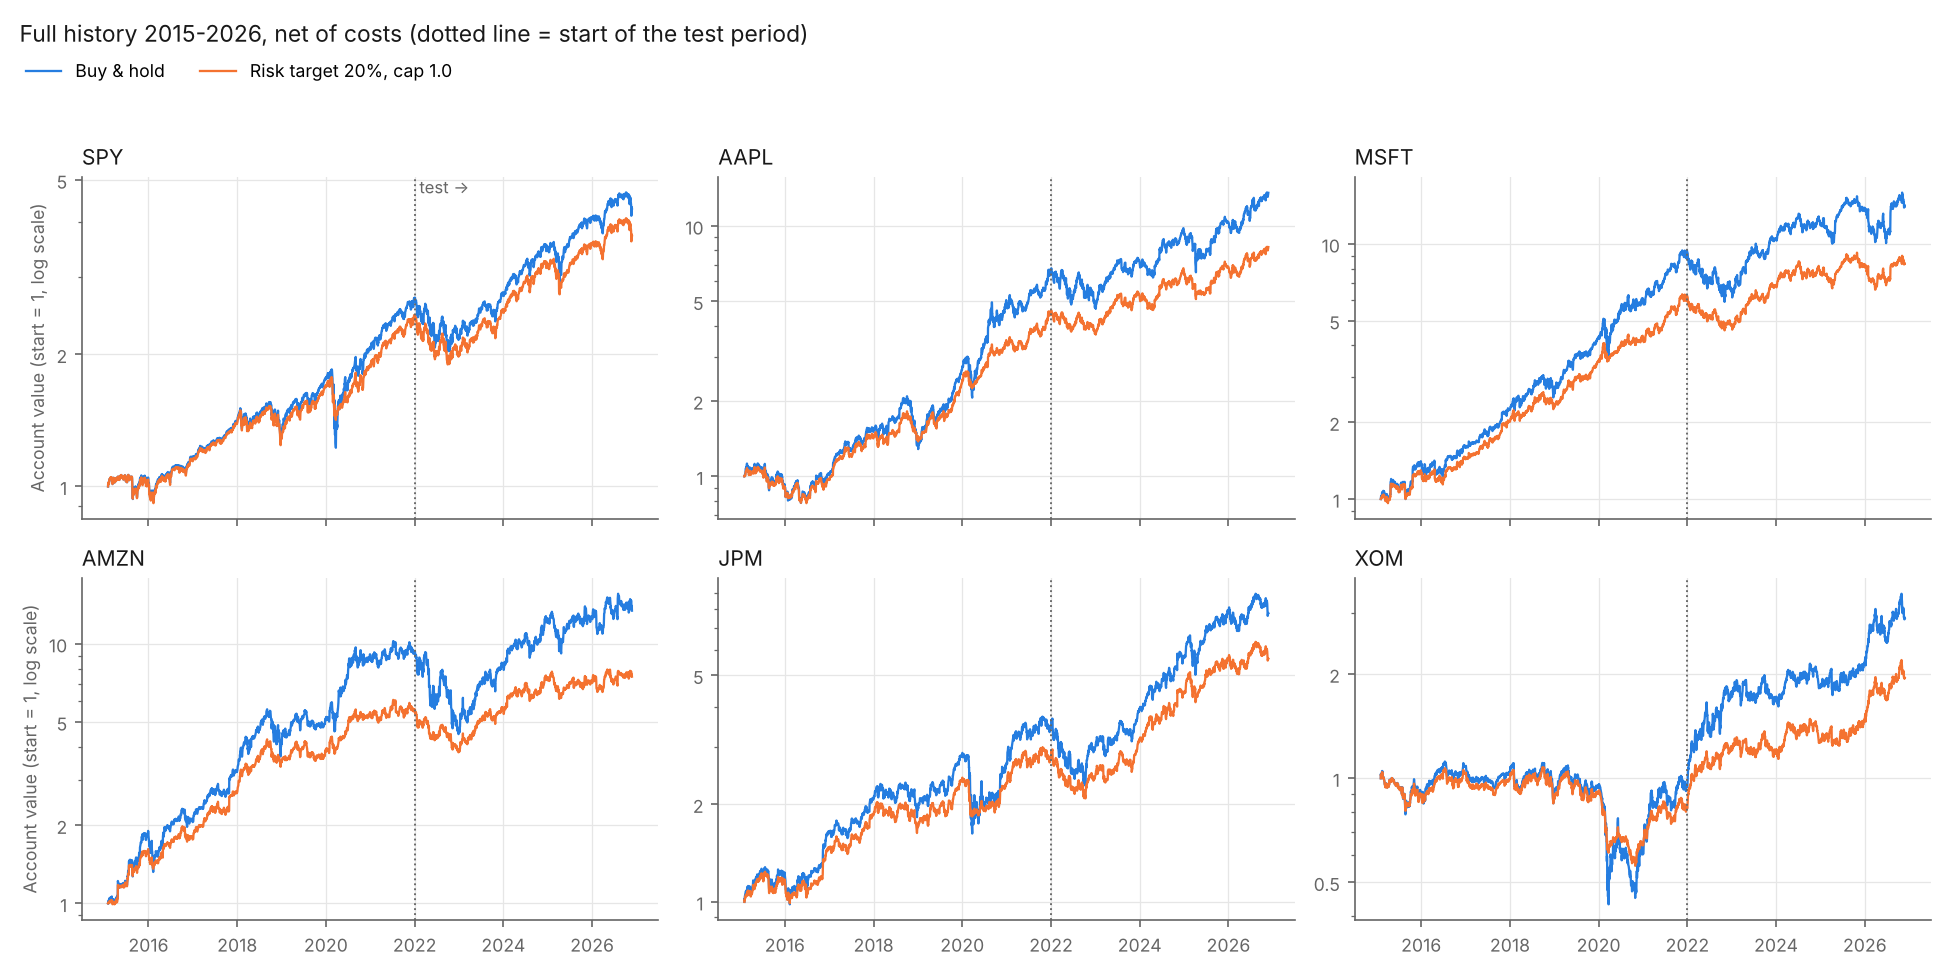 Full history 2015-2026, net of costs (dotted line = start of the test period)
Buy & hold
Risk target 20%, cap 1.0
SPY
Account value (start = 1, log scale)
5
2
1
test →
AAPL
10
5
2
1
MSFT
10
5
2
1
AMZN
Account value (start = 1, log scale)
10
5
2
1
2016 2018 2020 2022 2024 2026
JPM
5
2
1
2016 2018 2020 2022 2024 2026
XOM
2
1
0.5
2016 2018 2020 2022 2024 2026